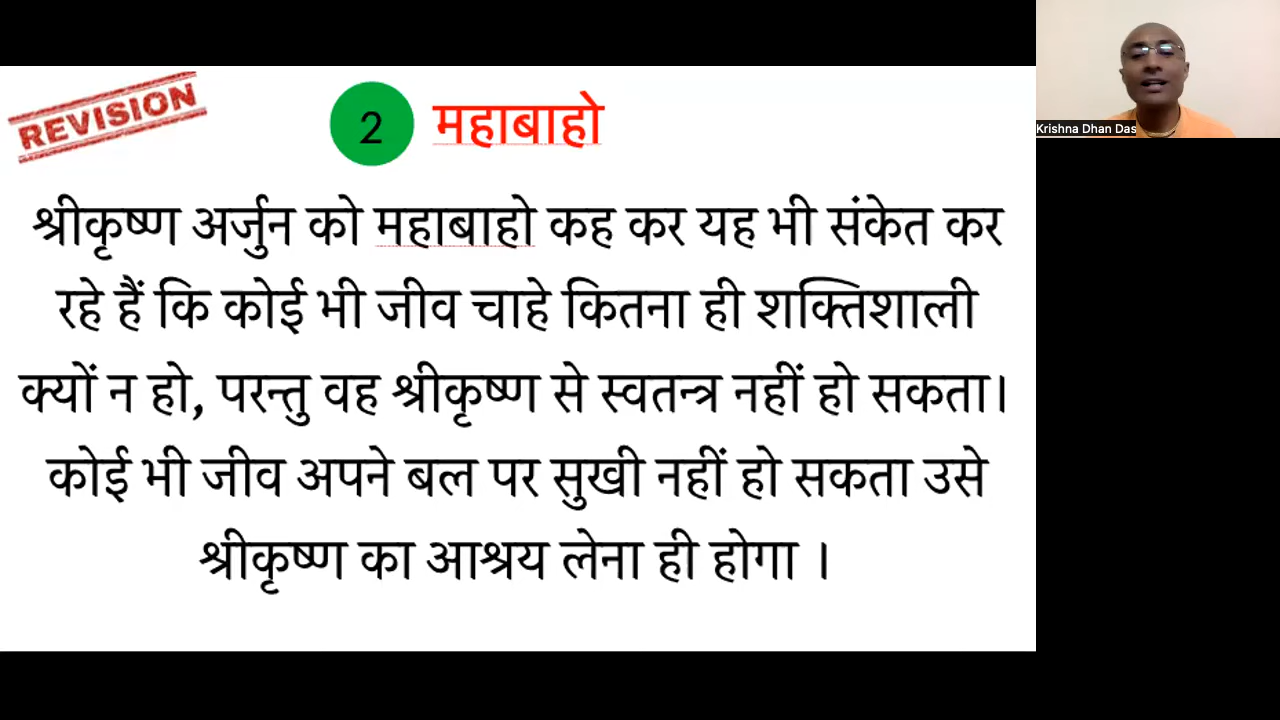 REVISION
2 महाबाहो
श्रीकृष्ण अर्जुन को महाबाहो कह कर यह भी संकेत कर
रहे हैं कि कोई भी जीव चाहे कितना ही शक्तिशाली
क्यों न हो, परन्तु वह श्रीकृष्ण से स्वतन्त्र नहीं हो सकता।
कोई भी जीव अपने बल पर सुखी नहीं हो सकता उसे
श्रीकृष्ण का आश्रय लेना ही होगा ।
Krishna Dhan Das